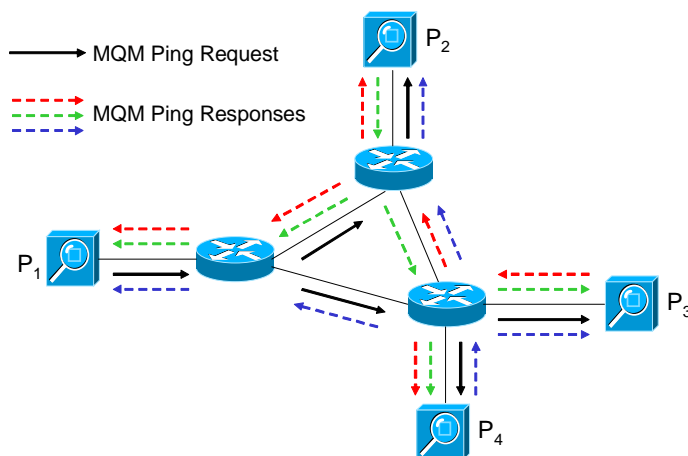 MQM Ping Request
MQM Ping Responses
P2
P1
P3
P4